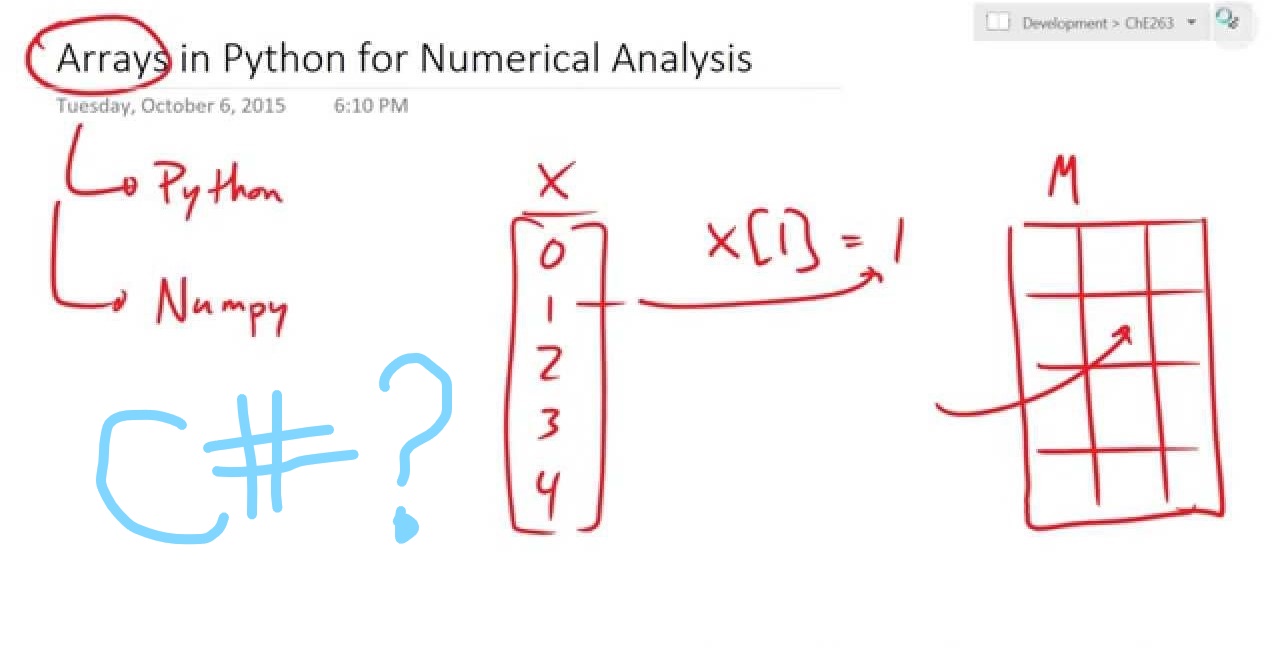 Development > ChE263
Arrays in Python for Numerical Analysis
Tuesday, October 6, 2015 6:10 PM
Python
Numpy
C#?
X
0
1
2
3
4
X[1] = 1
M